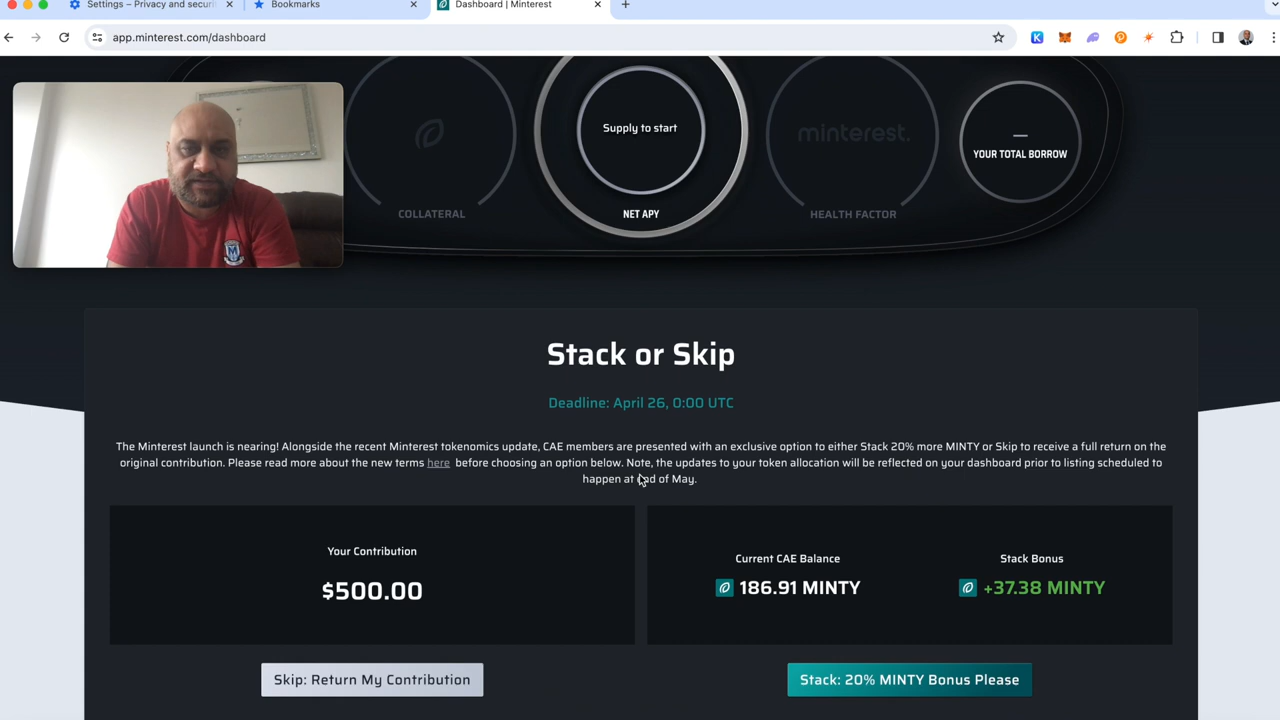 Settings – Privacy and securi
Bookmarks
Dashboard | Minterest
app.minterest.com/dashboard
Supply to start
minterest.
—
YOUR TOTAL BORROW
COLLATERAL
NET APY
HEALTH FACTOR
Stack or Skip
Deadline: April 26, 0:00 UTC
The Minterest launch is nearing! Alongside the recent Minterest tokenomics update, CAE members are presented with an exclusive option to either Stack 20% more MINTY or Skip to receive a full return on the
original contribution. Please read more about the new terms here before choosing an option below. Note, the updates to your token allocation will be reflected on your dashboard prior to listing scheduled to
happen at end of May.
Your Contribution
$500.00
Current CAE Balance
186.91 MINTY
Stack Bonus
+37.38 MINTY
Skip: Return My Contribution
Stack: 20% MINTY Bonus Please